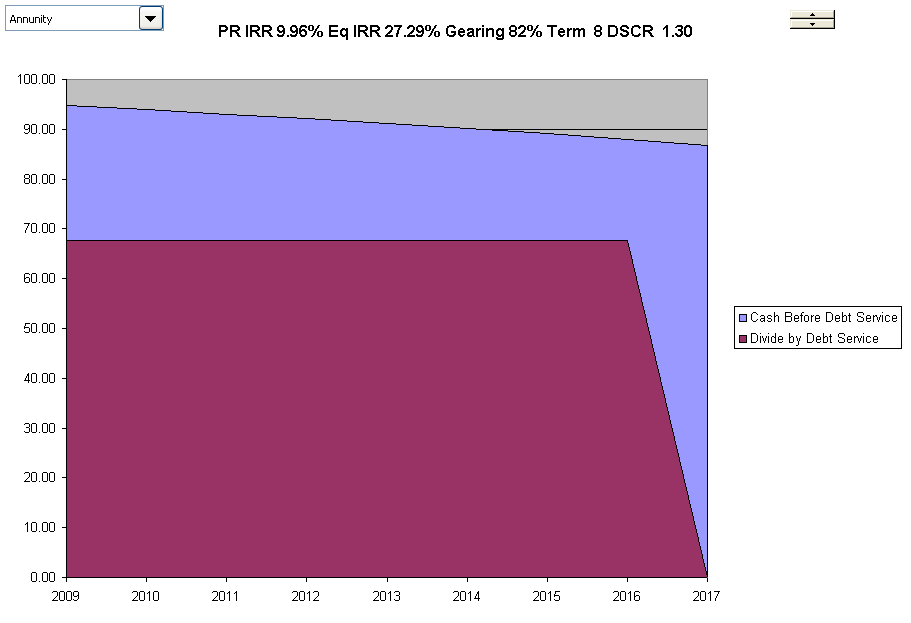 Annunity
PR IRR 9.96% Eq IRR 27.29% Gearing 82% Term 8 DSCR 1.30
100.00
90.00
80.00
70.00
60.00
50.00
40.00
30.00
20.00
10.00
0.00
2009 2010 2011 2012 2013 2014 2015 2016 2017
Cash Before Debt Service
Divide by Debt Service